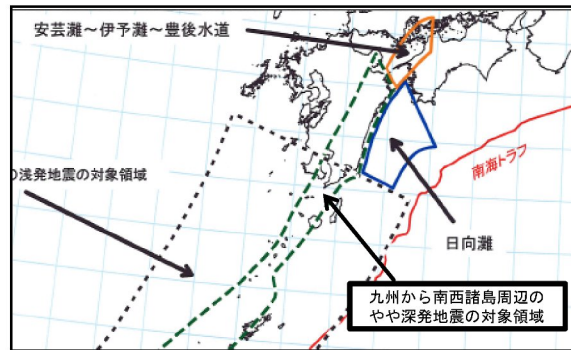 安芸灘～伊予灘～豊後水道
の浅発地震の対象領域
南海トラフ
日向灘
九州から南西諸島周辺の
やや深発地震の対象領域